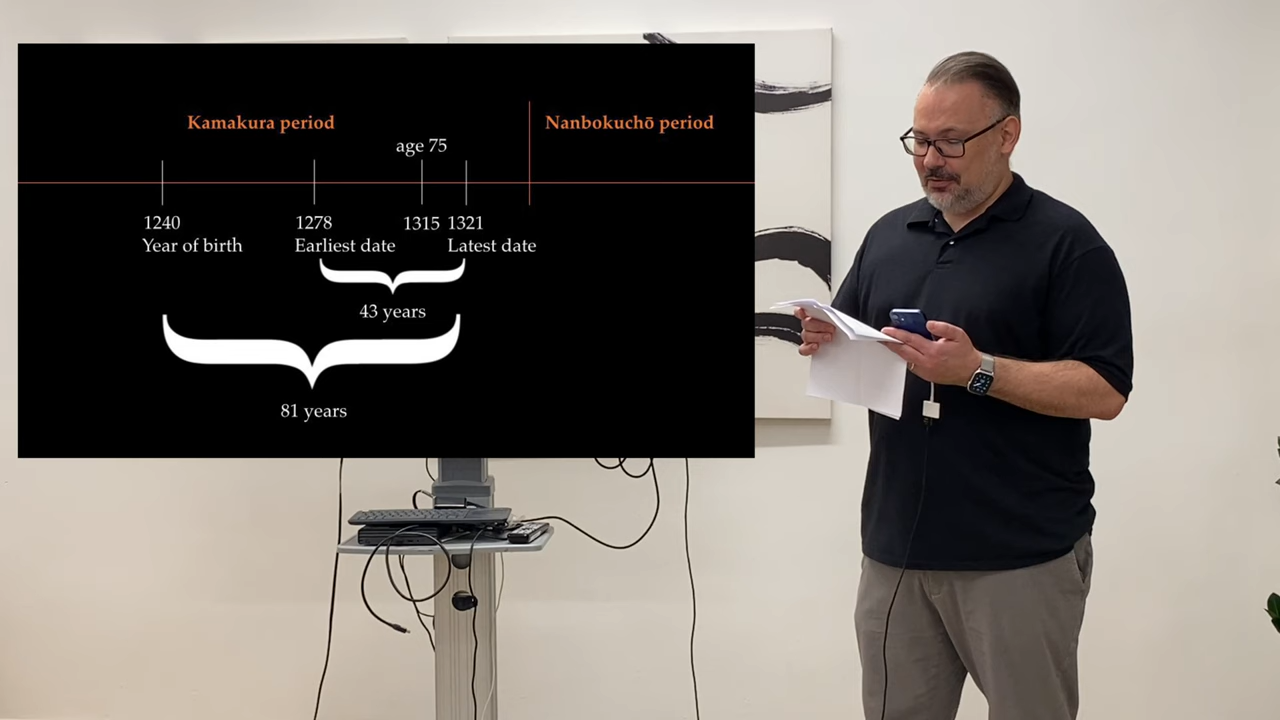 Kamakura period
Nanbokuchō period
age 75
1240
1278
1315
1321
Year of birth
Earliest date
Latest date
43 years
81 years